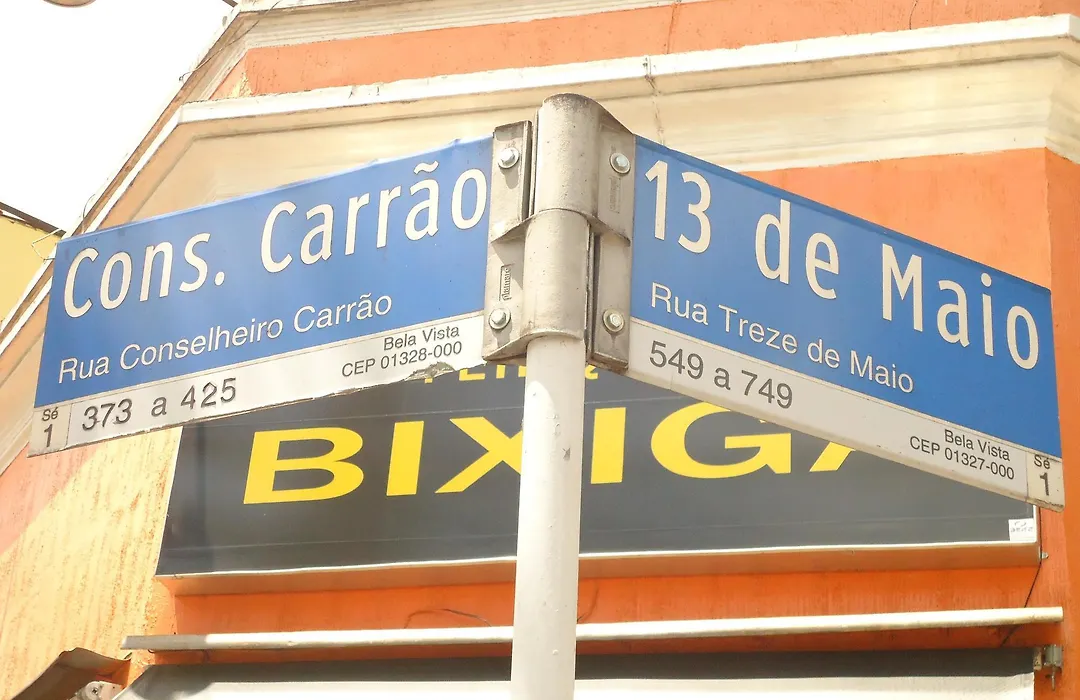 Cons. Carrão
Rua Conselheiro Carrão
Bela Vista
CEP 01328-000
Sé
1
373 a 425
13 de Maio
Rua Treze de Maio
549 a 749
Bela Vista
CEP 01327-000
Sé
1
BIXIGA